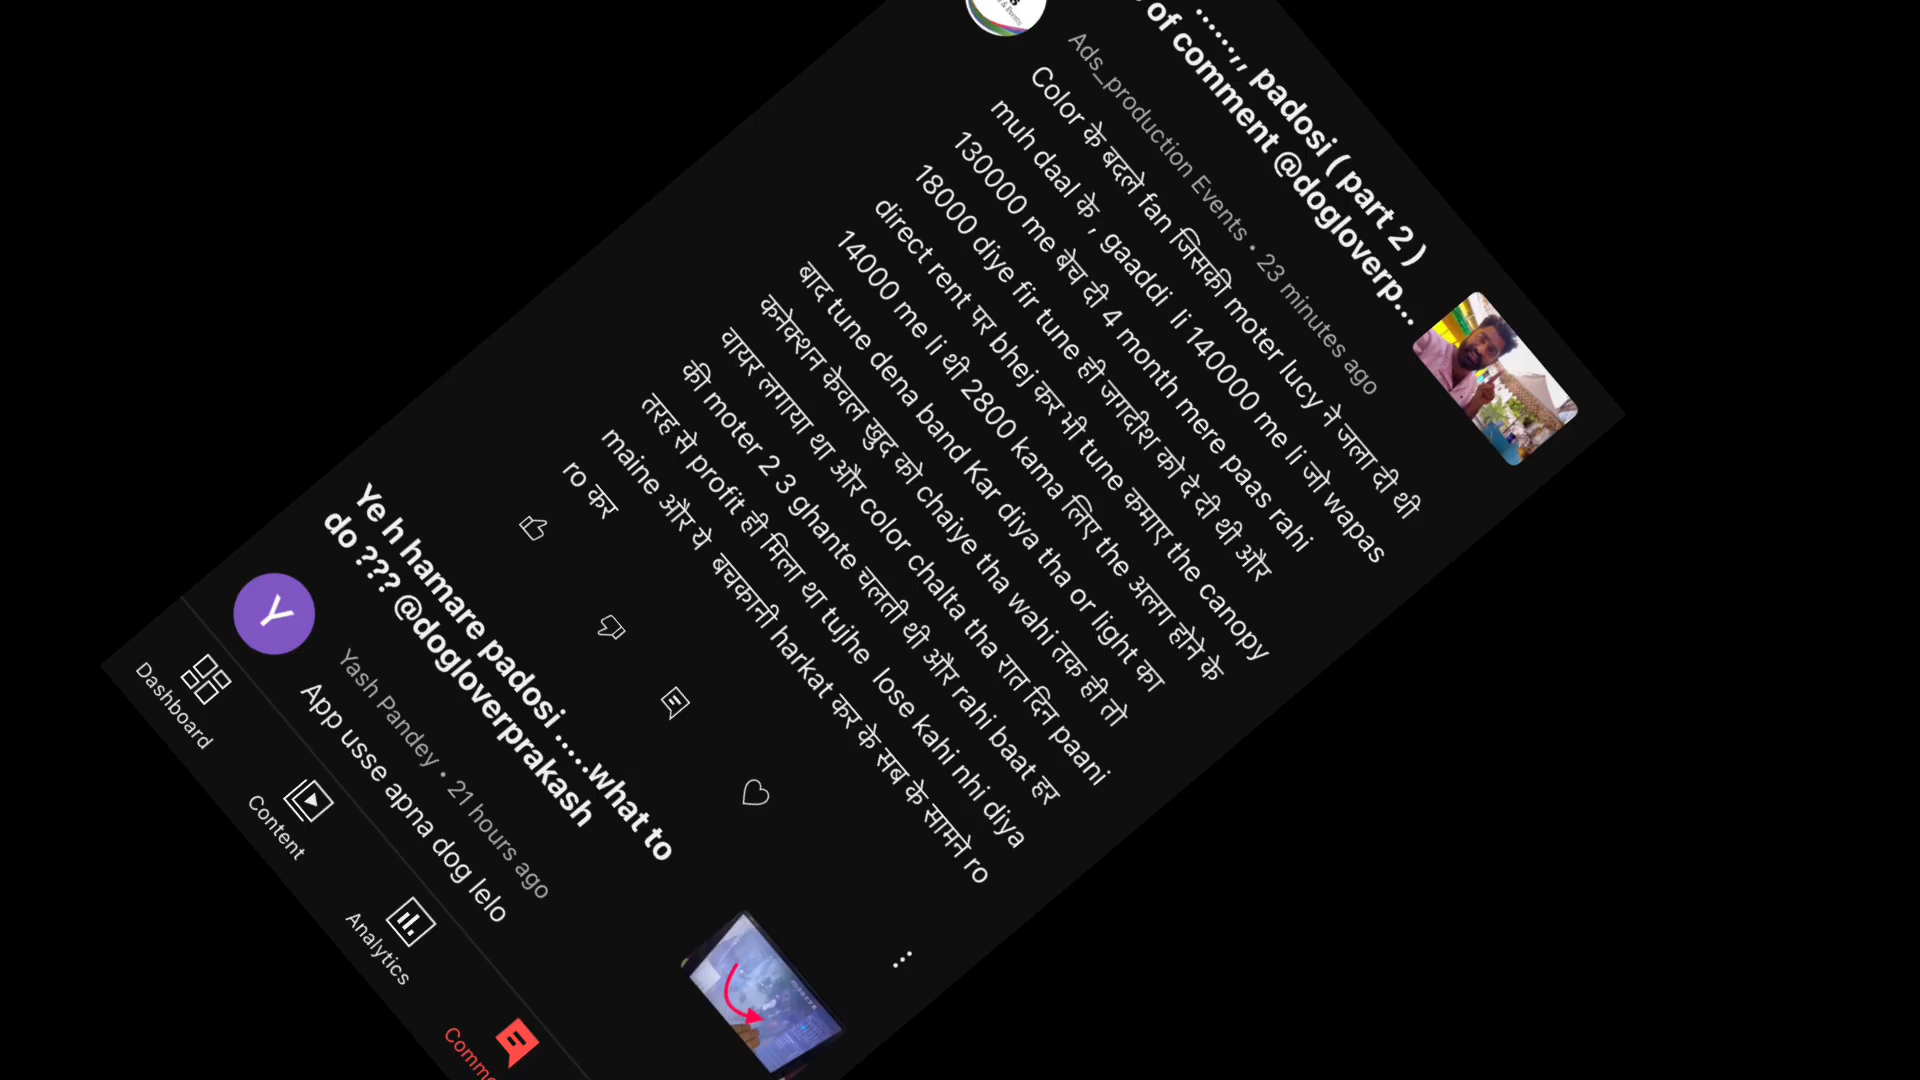 .......,, padosi ( part 2 )
of comment @dogloverp...
Ads_production Events • 23 minutes ago
Color के बदले fan जिसकी moter lucy ने जला दी थी
muh daal के , gaaddi li 140000 me li जो wapas
130000 me बेच दी 4 month mere paas rahi
18000 diye fir tune ही जगदीश को दे दी थी और
direct rent पर bhej कर भी tune कमाए the canopy
14000 me li थी 2800 kama लिए the अलग होने के
बाद tune dena band Kar diya tha or light का
कनेक्शन केवल खुद को chaiye tha wahi तक ही तो
वायर लगाया था और color chalta tha रात दिन paani
की moter 2 3 ghante चलती थी और rahi baat हर
तरह से profit ही मिला था tujhe lose kahi nhi diya
maine और ये बचकानी harkat कर के सब के सामने ro
ro कर
Ye h hamare padosi .....what to
do ??? @dogloverprakash
Y
Yash Pandey • 21 hours ago
App usse apna dog lelo
Dashboard
Content
Analytics
Comme